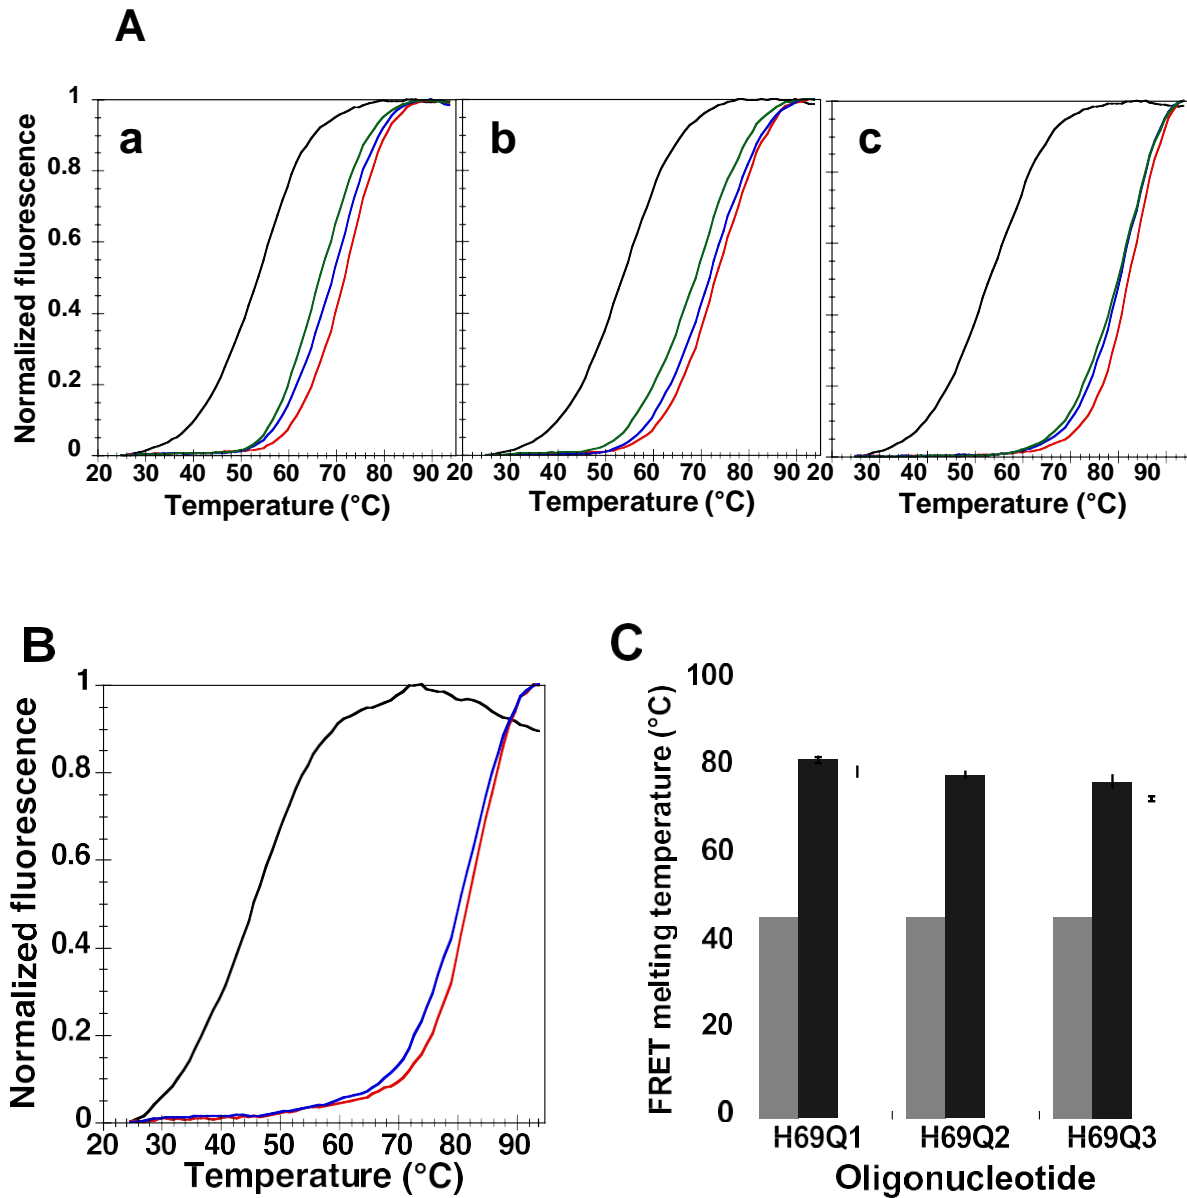 A
a
b
c
Normalized fluorescence
1
0.8
0.6
0.4
0.2
0
20 30 40 50 60 70 80 90 20 30 40 50 60 70 80 90 20 30 40 50 60 70 80 90
Temperature (°C)
Temperature (°C)
Temperature (°C)
B
Normalized fluorescence
1
0.8
0.6
0.4
0.2
0
20 30 40 50 60 70 80 90
Temperature (°C)
C
FRET melting temperature (°C)
100
80
60
40
20
0
H69Q1 H69Q2 H69Q3
Oligonucleotide